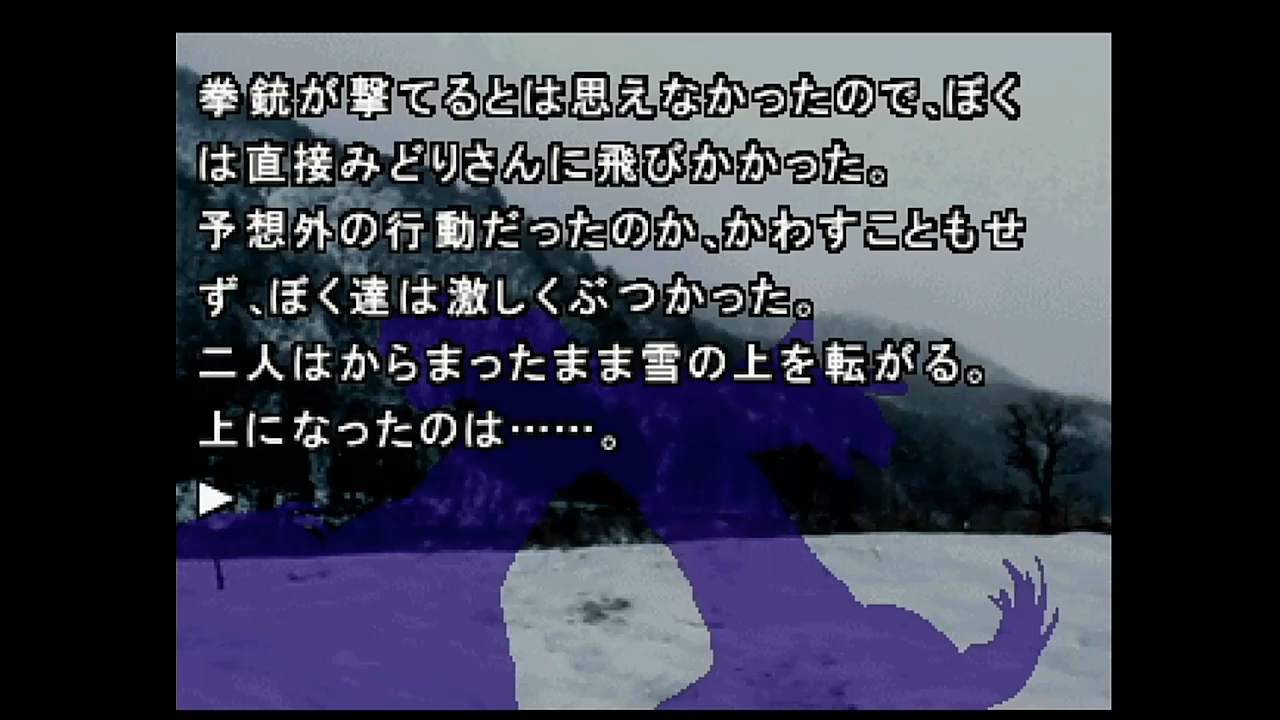 拳銃が撃てるとは思えなかったので、ぼく
は直接みどりさんに飛びかかった。
予想外の行動だったのか、かわすこともせ
ず、ぼく達は激しくぶつかった。
二人はからまったまま雪の上を転がる。
上になったのは……。